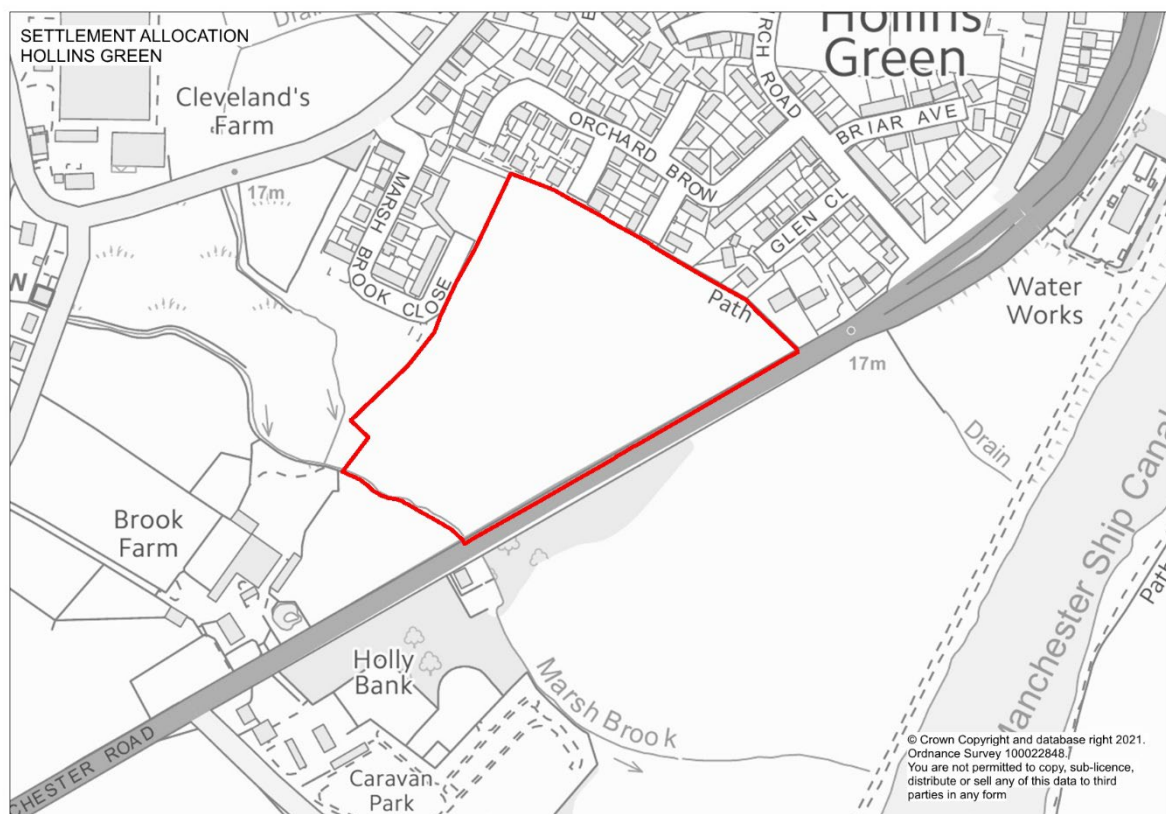 SETTLEMENT ALLOCATION
HOLLINS GREEN
Drain
Hollins
Green
Cleveland's
Farm
ORCHARD BROW
RCH ROAD
BRIAR AVE
MARSH BROOK CLOSE
GLEN CL
17m
N
Path
Water
Works
17m
Drain
Brook
Farm
Manchester Ship Canal
Path
Holly
Bank
Marsh Brook
CHESTER ROAD
Caravan
Park
© Crown Copyright and database right 2021.
Ordnance Survey 100022848.
You are not permitted to copy, sub-licence,
distribute or sell any of this data to third
parties in any form